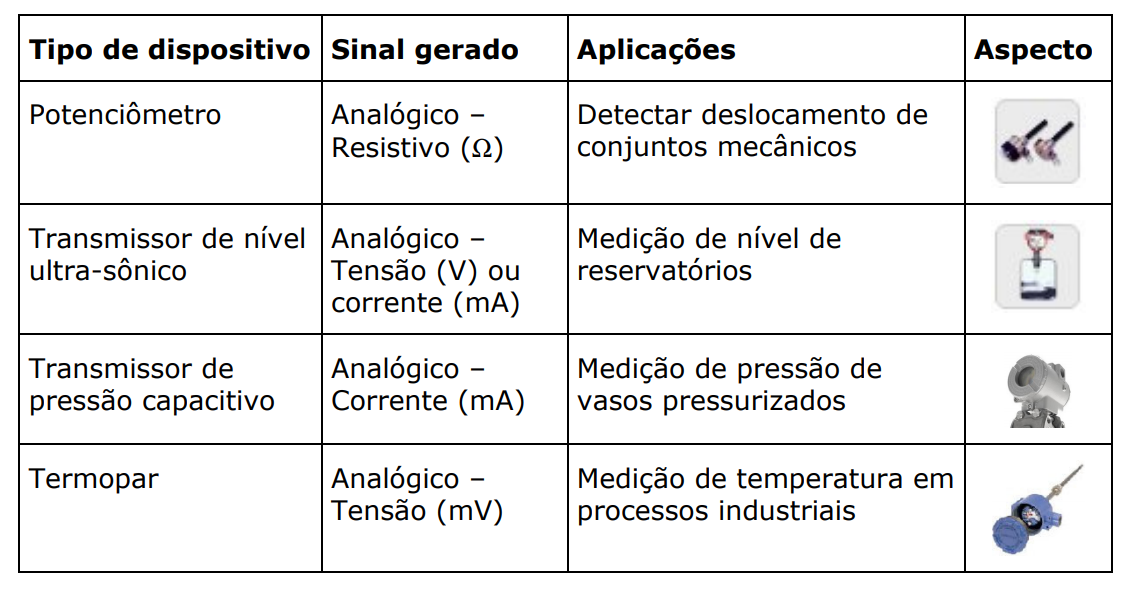 Tipo de dispositivo Sinal gerado Aplicações Aspecto
Potenciômetro
Analógico –
Resistivo (Ω)
Detectar deslocamento de
conjuntos mecânicos
Transmissor de nível
ultra-sônico
Analógico –
Tensão (V) ou
corrente (mA)
Medição de nível de
reservatórios
Transmissor de
pressão capacitivo
Analógico –
Corrente (mA)
Medição de pressão de
vasos pressurizados
Termopar
Analógico –
Tensão (mV)
Medição de temperatura em
processos industriais